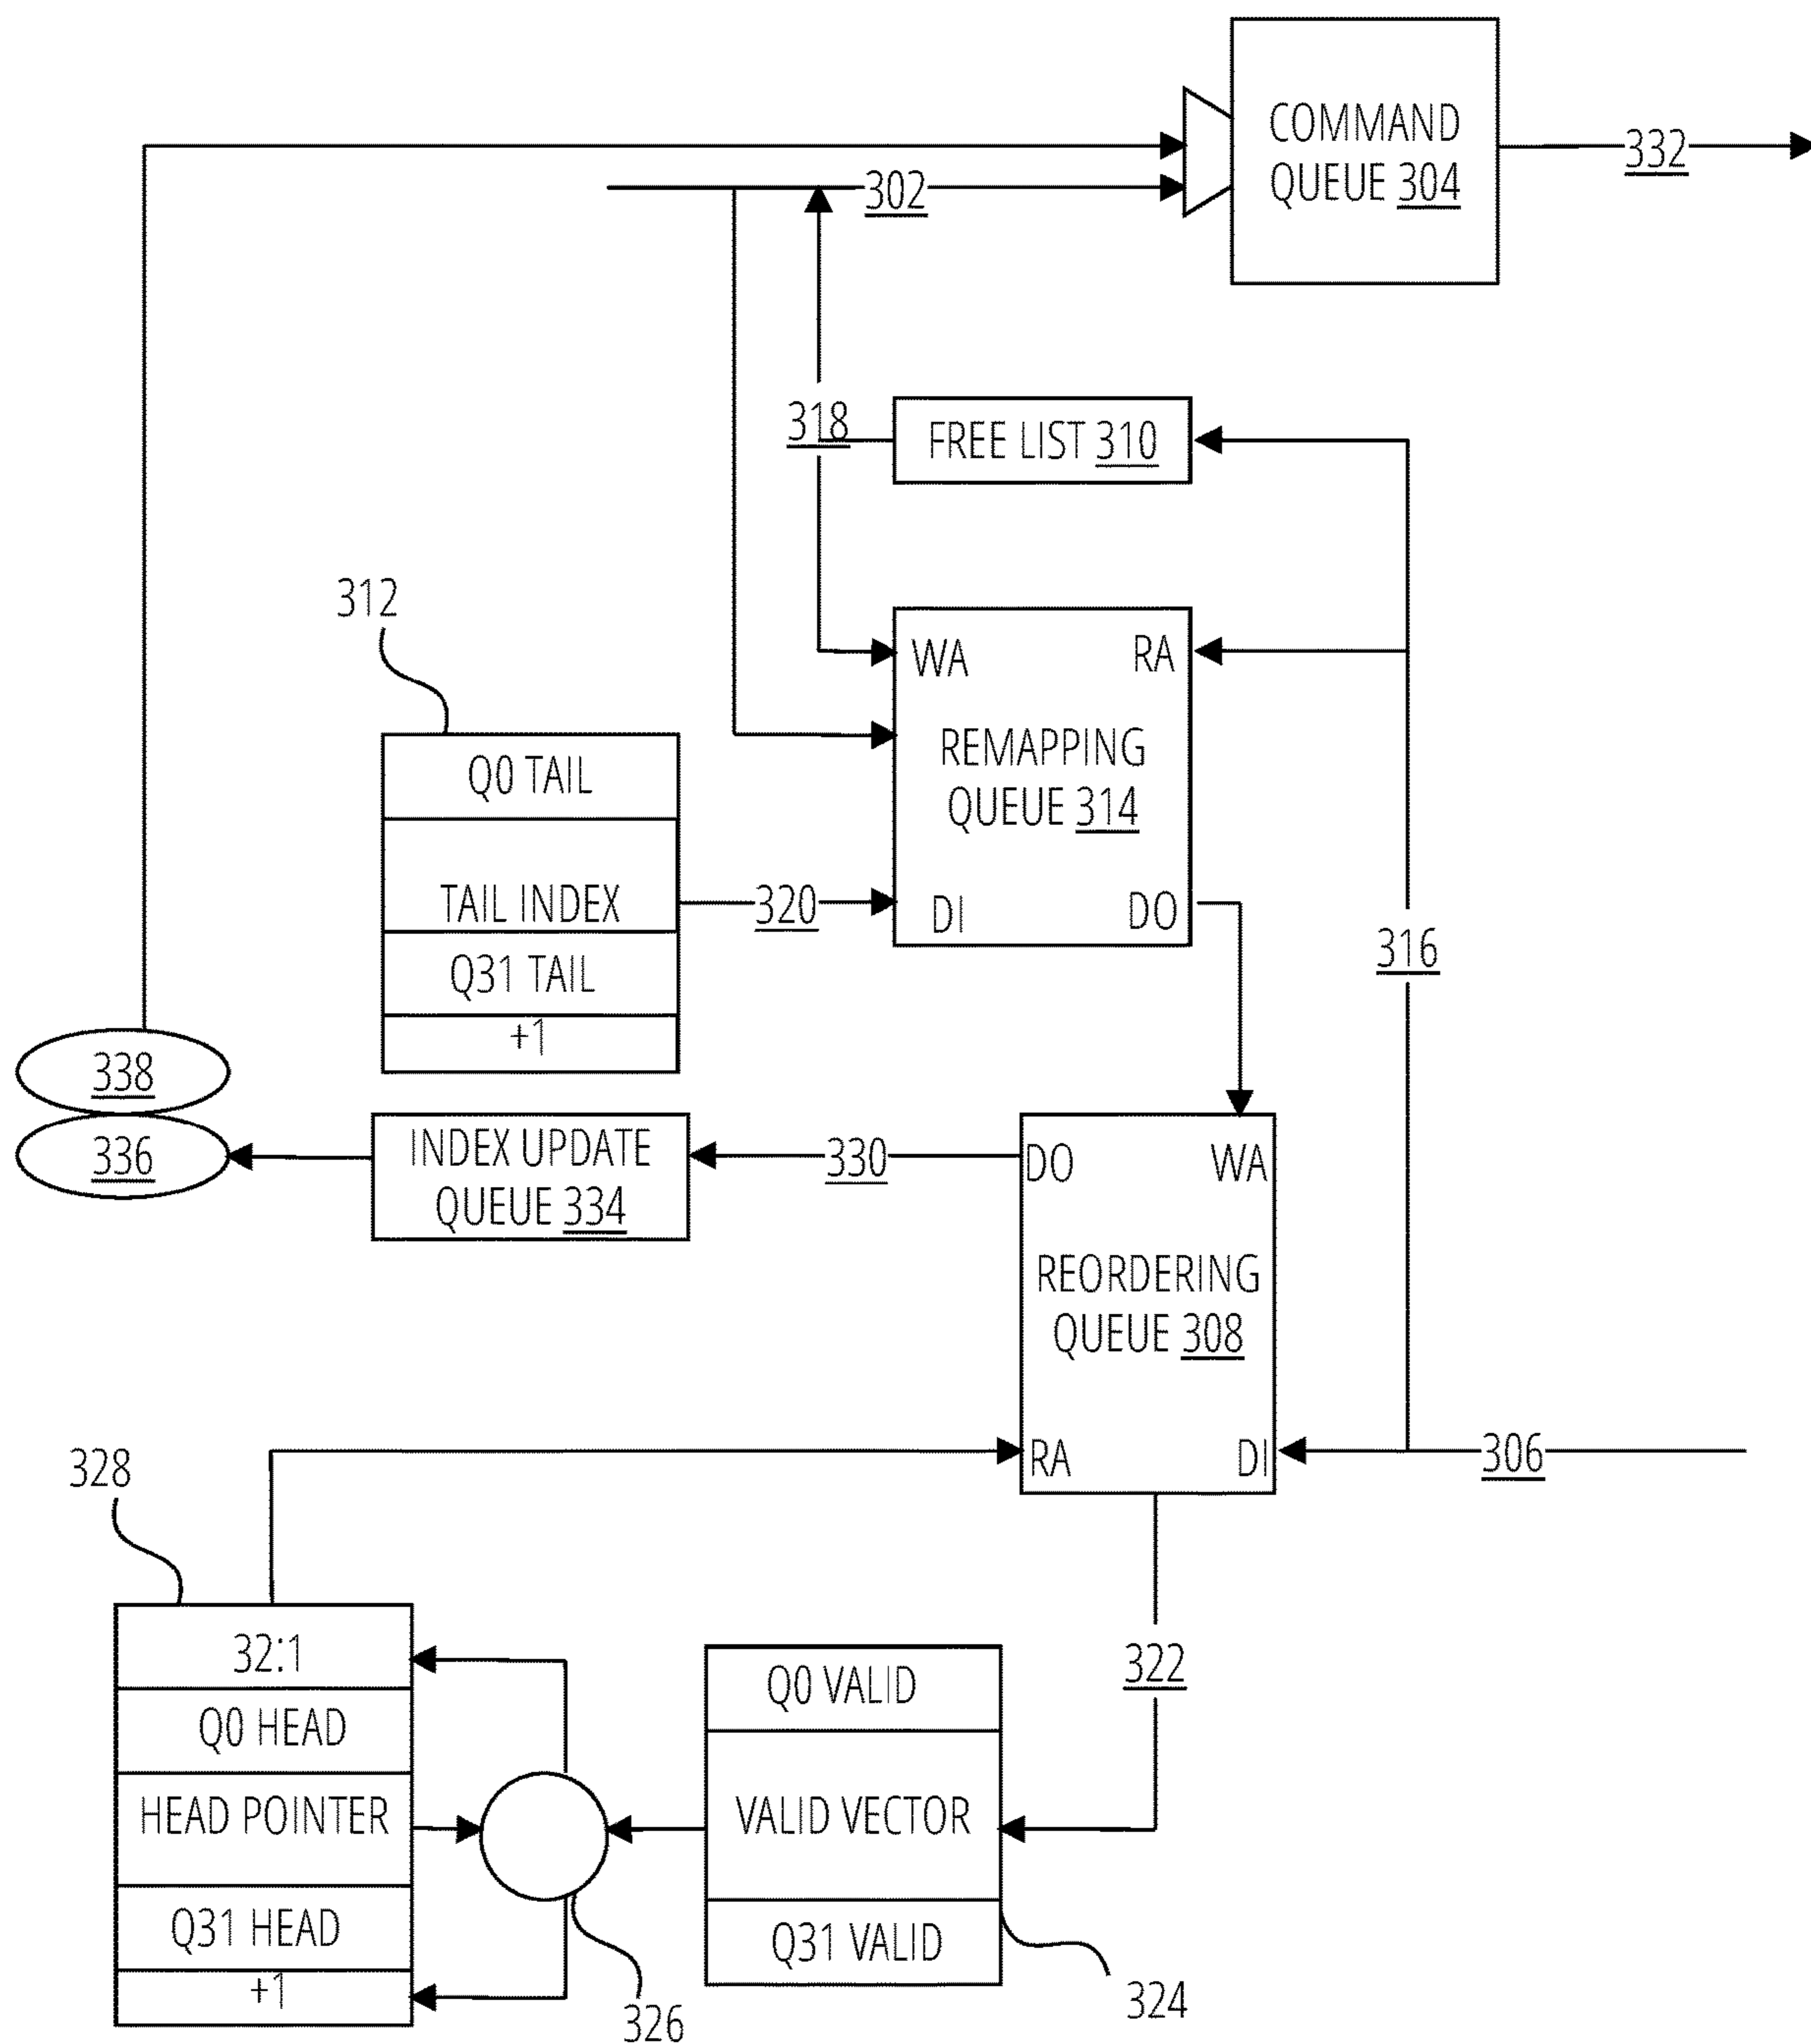 COMMAND
QUEUE 304
332
302
318
FREE LIST 310
312
WA
RA
REMAPPING
QUEUE 314
DI
DO
Q0 TAIL
TAIL INDEX
Q31 TAIL
+1
320
316
338
336
INDEX UPDATE
QUEUE 334
330
DO
WA
REORDERING
QUEUE 308
RA
DI
306
328
322
32:1
Q0 HEAD
HEAD POINTER
Q31 HEAD
+1
Q0 VALID
VALID VECTOR
Q31 VALID
326
324